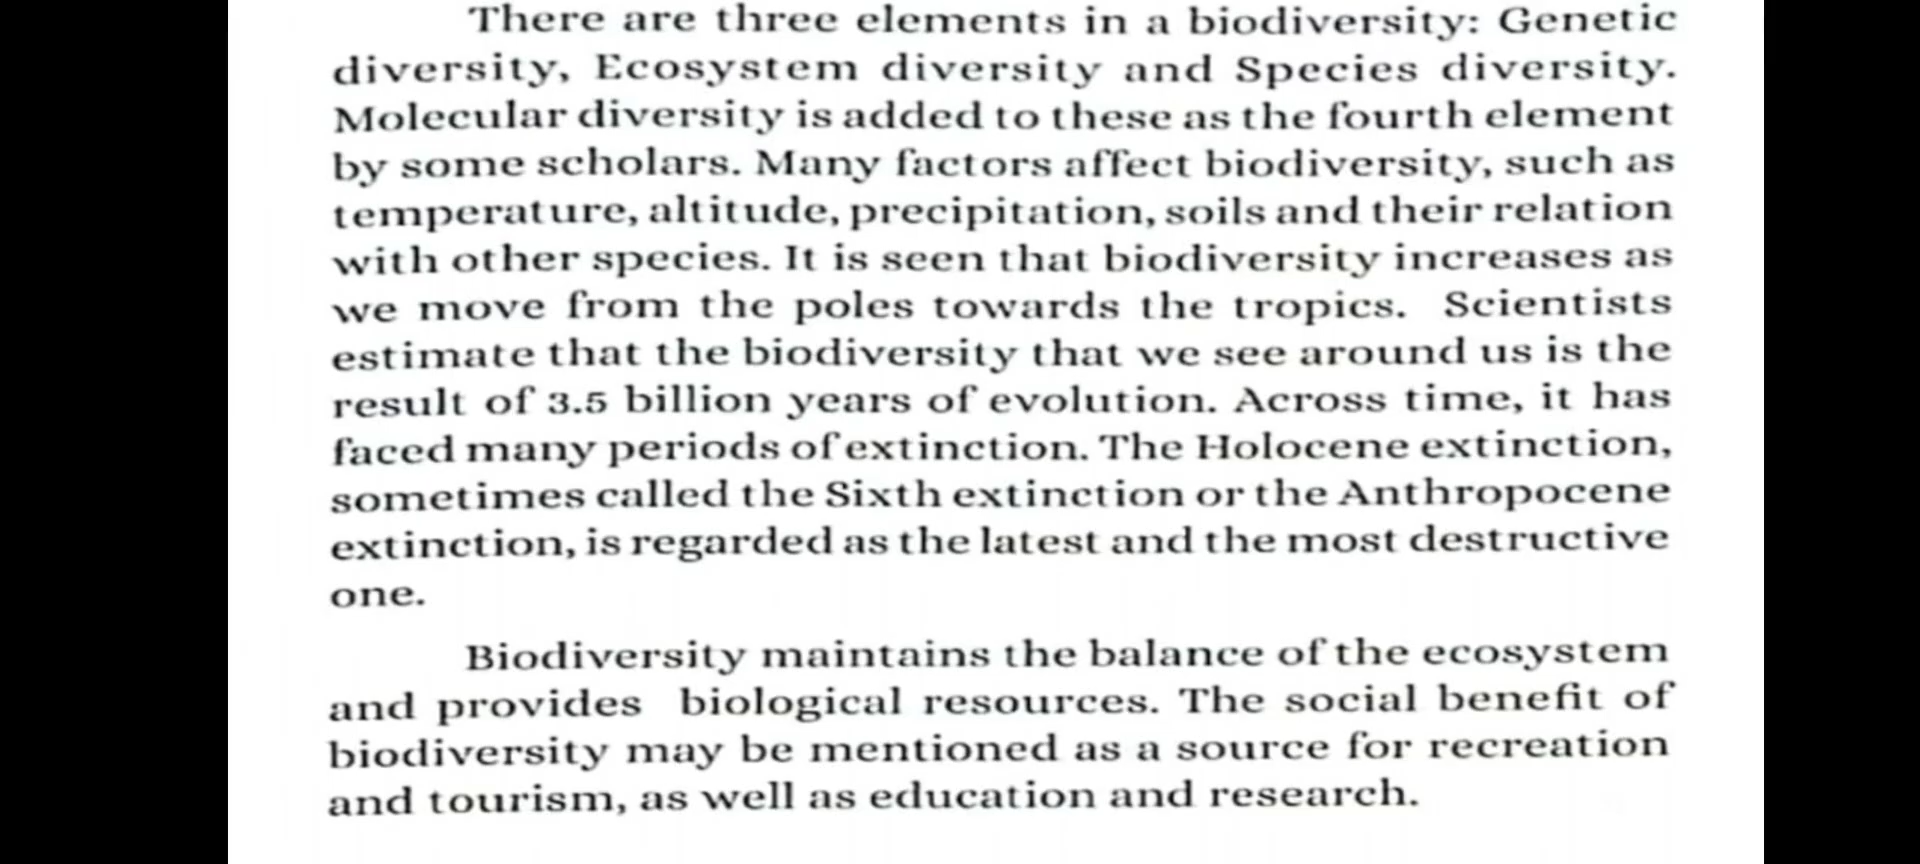 There are three elements in a biodiversity: Genetic
diversity, Ecosystem diversity and Species diversity.
Molecular diversity is added to these as the fourth element
by some scholars. Many factors affect biodiversity, such as
temperature, altitude, precipitation, soils and their relation
with other species. It is seen that biodiversity increases as
we move from the poles towards the tropics. Scientists
estimate that the biodiversity that we see around us is the
result of 3.5 billion years of evolution. Across time, it has
faced many periods of extinction. The Holocene extinction,
sometimes called the Sixth extinction or the Anthropocene
extinction, is regarded as the latest and the most destructive
one.
Biodiversity maintains the balance of the ecosystem
and provides biological resources. The social benefit of
biodiversity may be mentioned as a source for recreation
and tourism, as well as education and research.